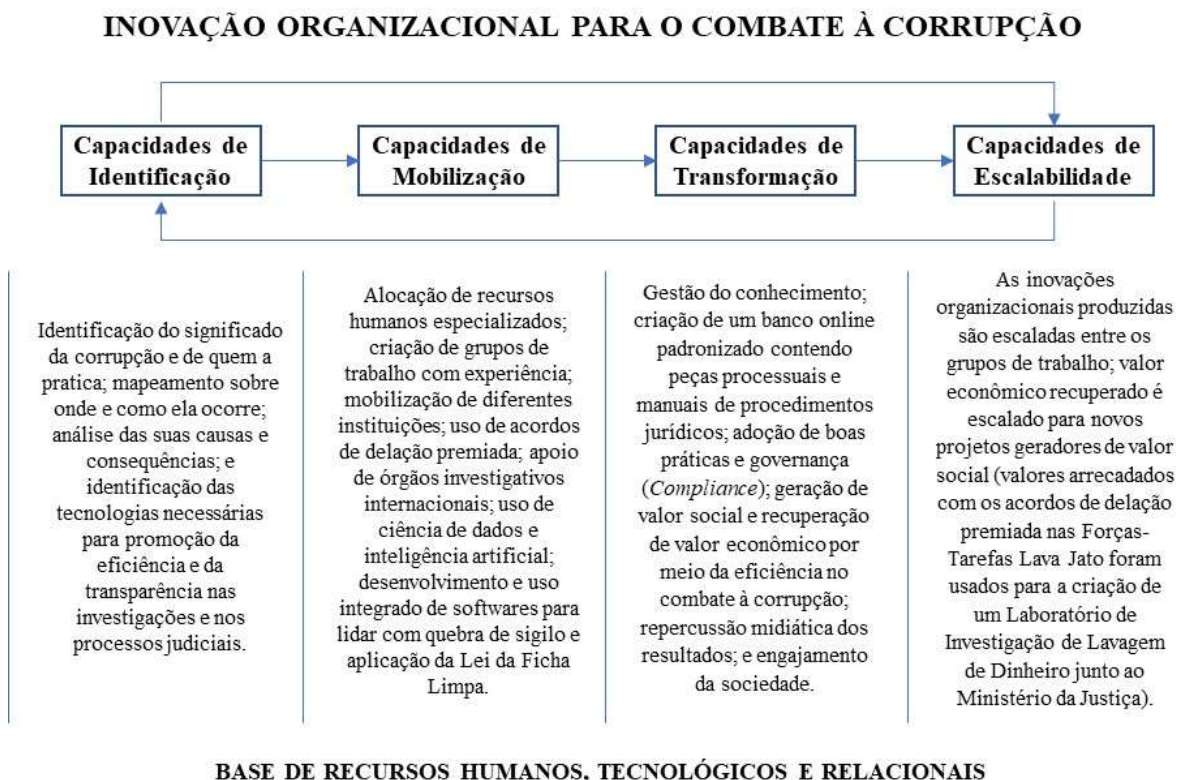 INOVAÇÃO ORGANIZACIONAL PARA O COMBATE À CORRUPÇÃO
Capacidades de
Identificação
Capacidades de
Mobilização
Capacidades de
Transformação
Capacidades de
Escalabilidade
Identificação do significado
da corrupção e de quem a
pratica; mapeamento sobre
onde e como ela ocorre;
análise das suas causas e
consequências; e
identificação das
tecnologias necessárias
para promoção da
eficiência e da
transparência nas
investigações e nos
processos judiciais.
Alocação de recursos
humanos especializados;
criação de grupos de
trabalho com experiência;
mobilização de diferentes
instituições; uso de acordos
de delação premiada; apoio
de órgãos investigativos
internacionais; uso de
ciência de dados e
inteligência artificial;
desenvolvimento e uso
integrado de softwares para
lidar com quebra de sigilo e
aplicação da Lei da Ficha
Limpa.
Gestão do conhecimento;
criação de um banco online
padronizado contendo
peças processuais e
manuais de procedimentos
jurídicos; adoção de boas
práticas e governança
(Compliance); geração de
valor social e recuperação
de valor econômico por
meio da eficiência no
combate à corrupção;
repercussão midiática dos
resultados; e engajamento
da sociedade.
As inovações
organizacionais produzidas
são escaladas entre os
grupos de trabalho; valor
econômico recuperado é
escalado para novos
projetos geradores de valor
social (valores arrecadados
com os acordos de delação
premiada nas Forças-
Tarefas Lava Jato foram
usados para a criação de
um Laboratório de
Investigação de Lavagem
de Dinheiro junto ao
Ministério da Justiça).
BASE DE RECURSOS HUMANOS, TECNOLÓGICOS E RELACIONAIS